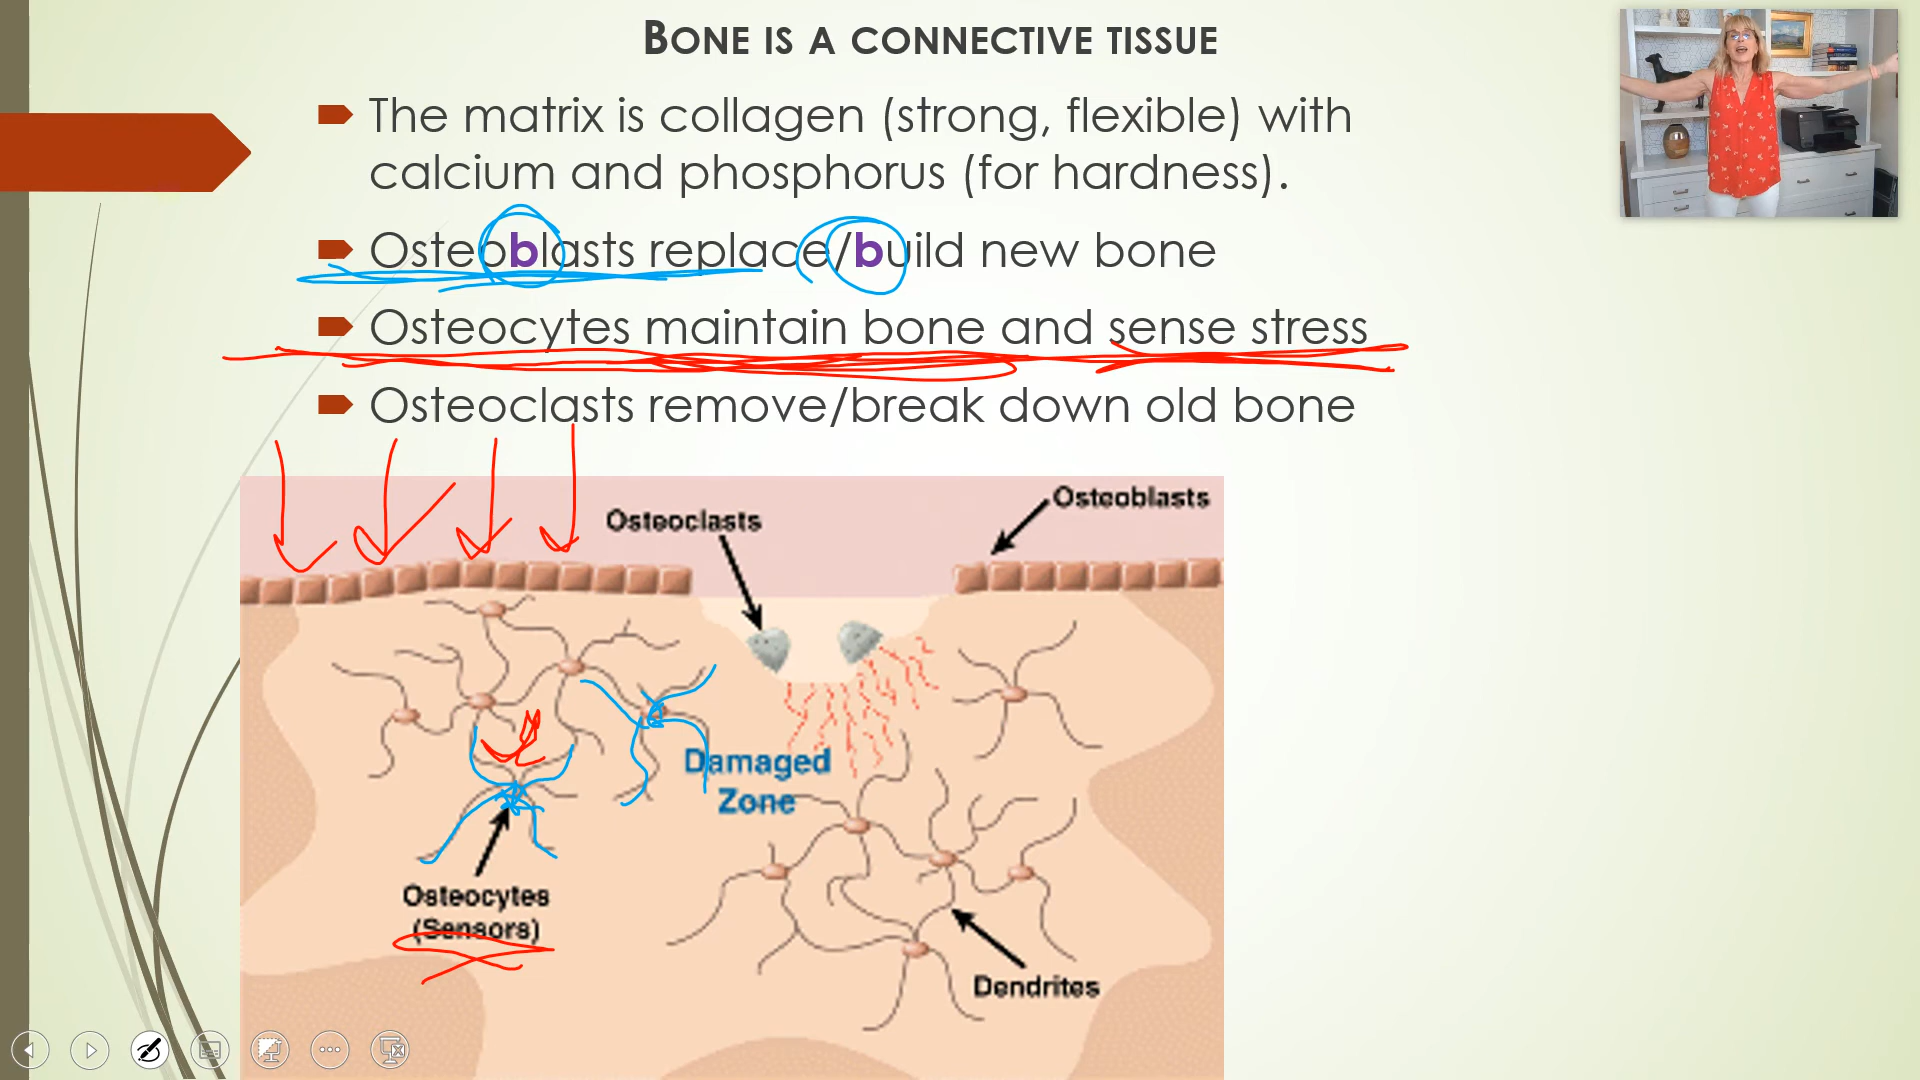 BONE IS A CONNECTIVE TISSUE
The matrix is collagen (strong, flexible) with
calcium and phosphorus (for hardness).
Osteoblasts replace/build new bone
Osteocytes maintain bone and sense stress
Osteoclasts remove/break down old bone
Osteoblasts
Osteoclasts
Damaged
Zone
Osteocytes
(Sensors)
Dendrites